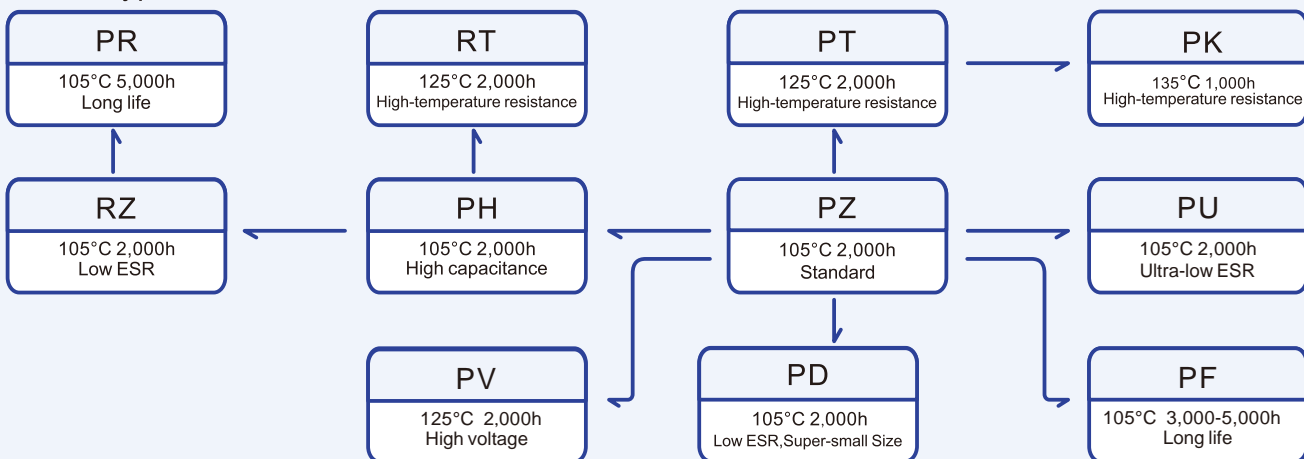 PR
105°C 5,000h
Long life
RT
125°C 2,000h
High-temperature resistance
PT
125°C 2,000h
High-temperature resistance
PK
135°C 1,000h
High-temperature resistance
RZ
105°C 2,000h
Low ESR
PH
105°C 2,000h
High capacitance
PZ
105°C 2,000h
Standard
PU
105°C 2,000h
Ultra-low ESR
PV
125°C 2,000h
High voltage
PD
105°C 2,000h
Low ESR,Super-small Size
PF
105°C 3,000-5,000h
Long life